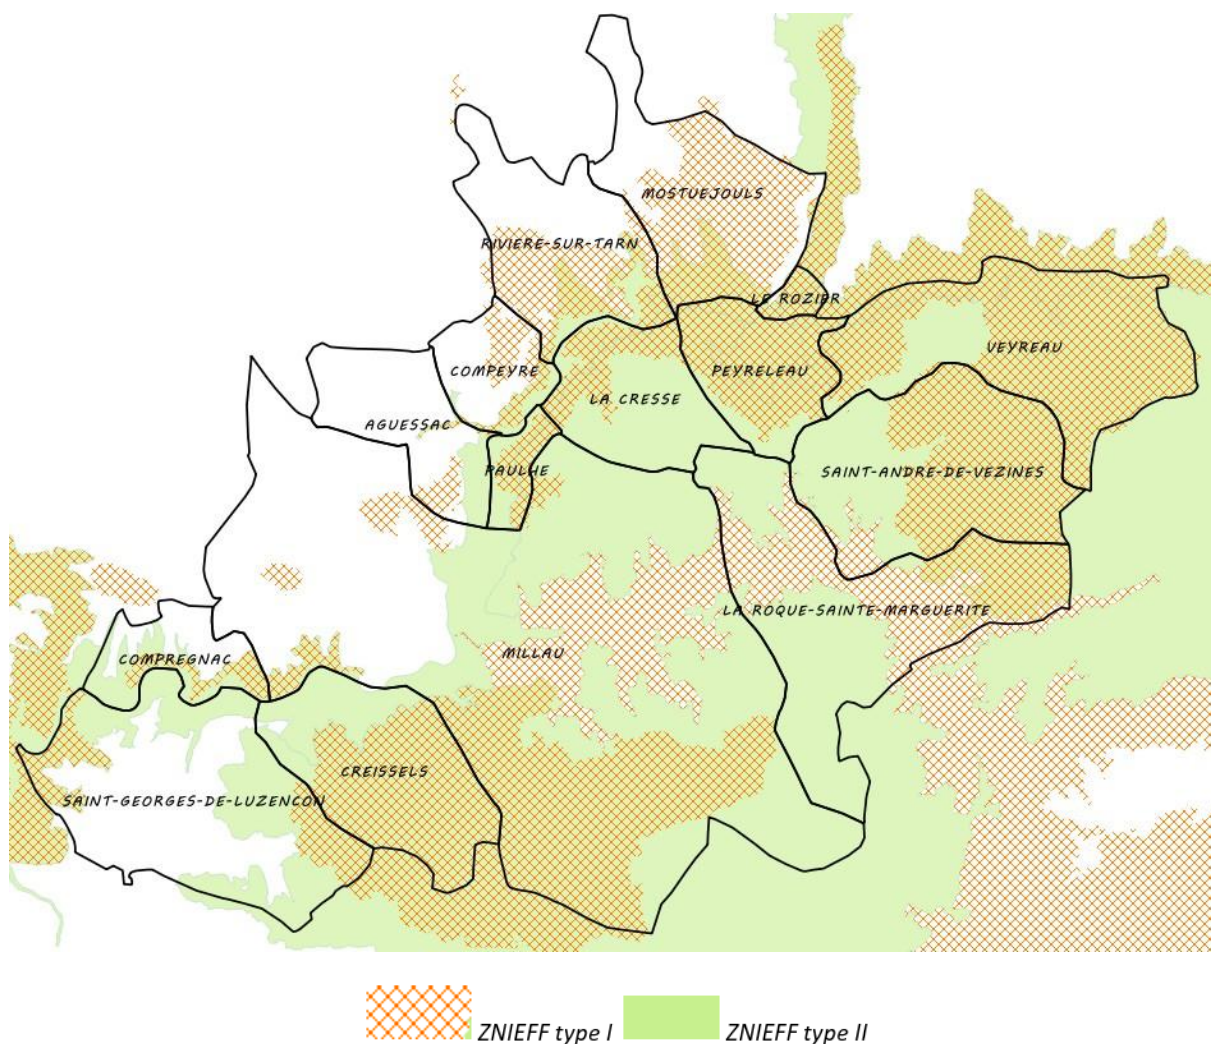 MOSTUEJOULS
RIVIERE-SUR-TARN
LE ROZIER
VEYREAU
COMPEYRE
PEYRELEAU
LA CRESSE
AGUESSAC
PAULHE
SAINT-ANDRE-DE-VEZINES
LA ROQUE-SAINTE-MARGUERITE
MILLAU
COMPREGNAC
CREISSELS
SAINT-GEORGES-DE-LUZENCON
ZNIEFF type I ZNIEFF type II